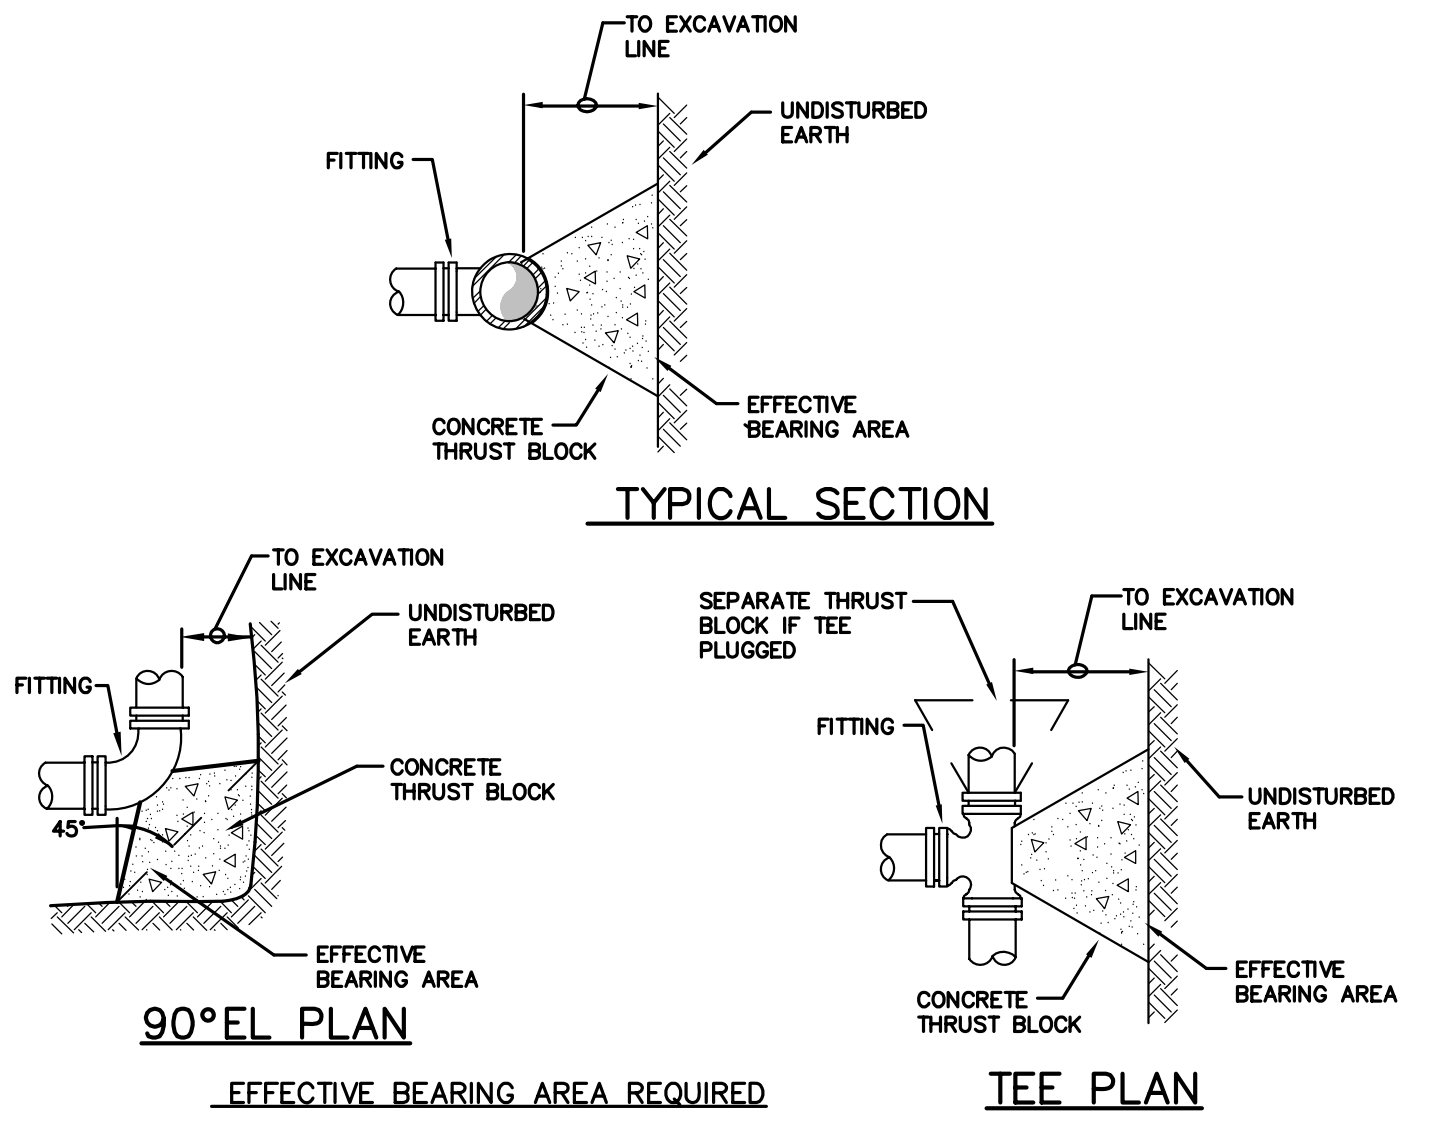 TO EXCAVATION
LINE
UNDISTURBED
EARTH
FITTING
EFFECTIVE
BEARING AREA
CONCRETE
THRUST BLOCK
TYPICAL SECTION
TO EXCAVATION
LINE
UNDISTURBED
EARTH
FITTING
CONCRETE
THRUST BLOCK
45°
EFFECTIVE
BEARING AREA
90°EL PLAN
SEPARATE THRUST
BLOCK IF TEE
PLUGGED
TO EXCAVATION
LINE
FITTING
UNDISTURBED
EARTH
EFFECTIVE
BEARING AREA
CONCRETE
THRUST BLOCK
TEE PLAN
EFFECTIVE BEARING AREA REQUIRED